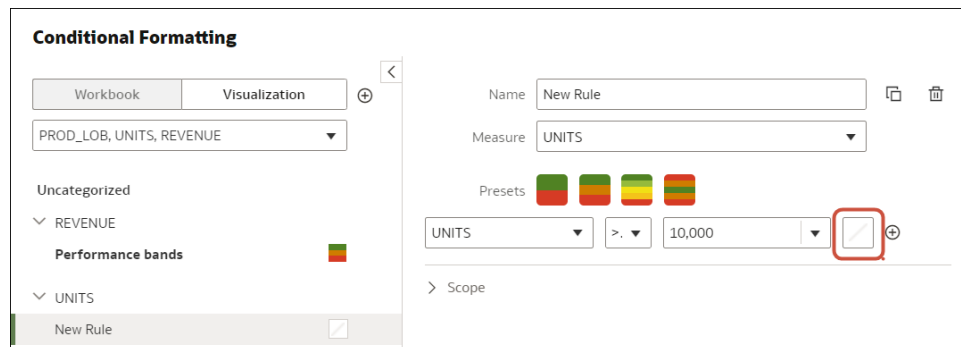 Conditional Formatting
Workbook
Visualization
PROD_LOB, UNITS, REVENUE
Uncategorized
REVENUE
Performance bands
UNITS
New Rule
Name
New Rule
Measure
UNITS
Presets
UNITS
>.
10,000
Scope